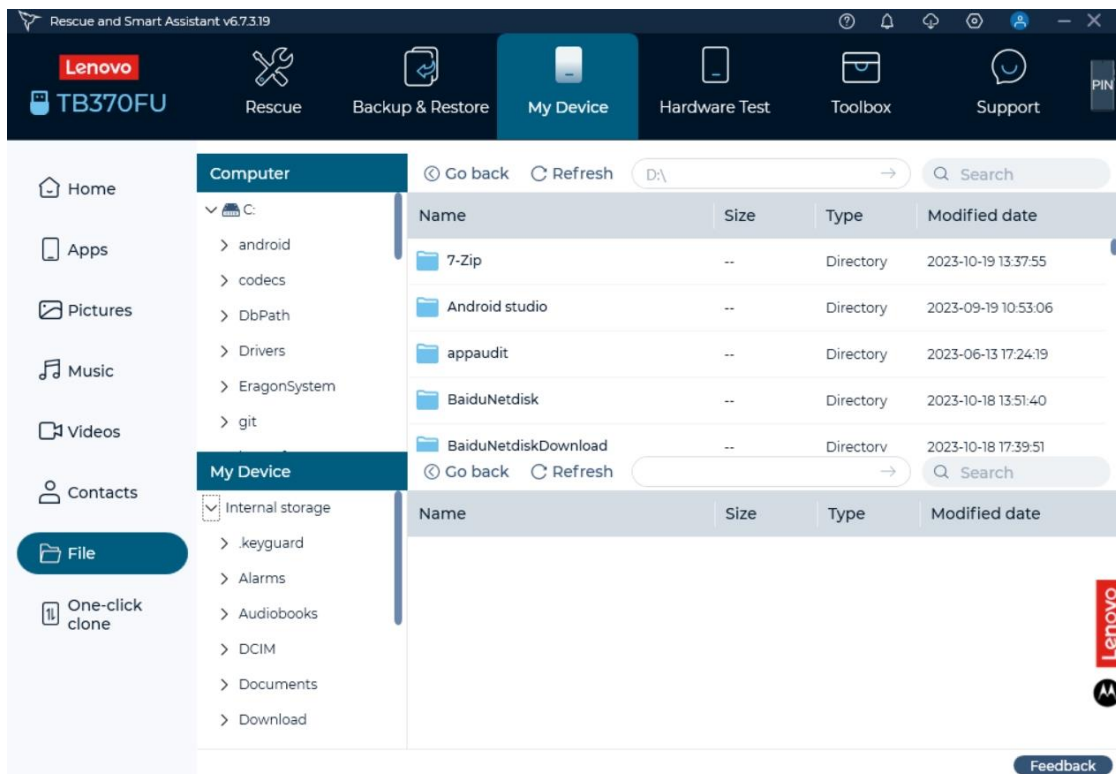 Rescue and Smart Assistant v6.7.3.19
Lenovo
TB370FU
Rescue
Backup & Restore
My Device
Hardware Test
Toolbox
Support
PIN
Home
Apps
Pictures
Music
Videos
Contacts
File
One-click
clone
Computer
C:
android
codecs
DbPath
Drivers
EragonSystem
git
Go back Refresh D:\ Search
Name Size Type Modified date
7-Zip -- Directory 2023-10-19 13:37:55
Android studio -- Directory 2023-09-19 10:53:06
appaudit -- Directory 2023-06-13 17:24:19
BaiduNetdisk -- Directory 2023-10-18 13:51:40
BaiduNetdiskDownload -- Directory 2023-10-18 17:39:51
My Device
Internal storage
.keyguard
Alarms
Audiobooks
DCIM
Documents
Download
Go back Refresh Search
Name Size Type Modified date
Lenovo
Feedback